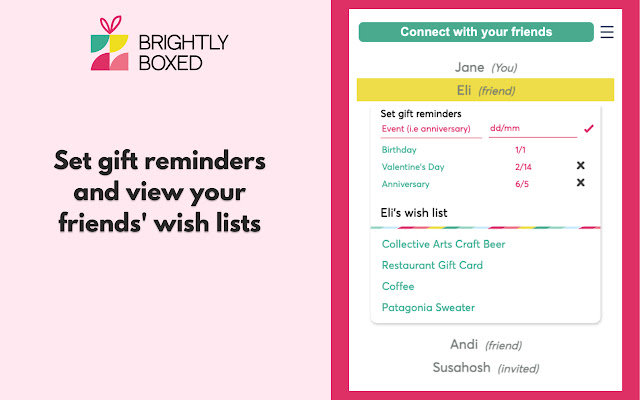 BRIGHTLY
BOXED
Set gift reminders
and view your
friends' wish lists
Connect with your friends
Jane (You)
Eli (friend)
Set gift reminders
Event (i.e anniversary) dd/mm
Birthday 1/1
Valentine's Day 2/14
Anniversary 6/5
Eli's wish list
Collective Arts Craft Beer
Restaurant Gift Card
Coffee
Patagonia Sweater
Andi (friend)
Susahosh (invited)